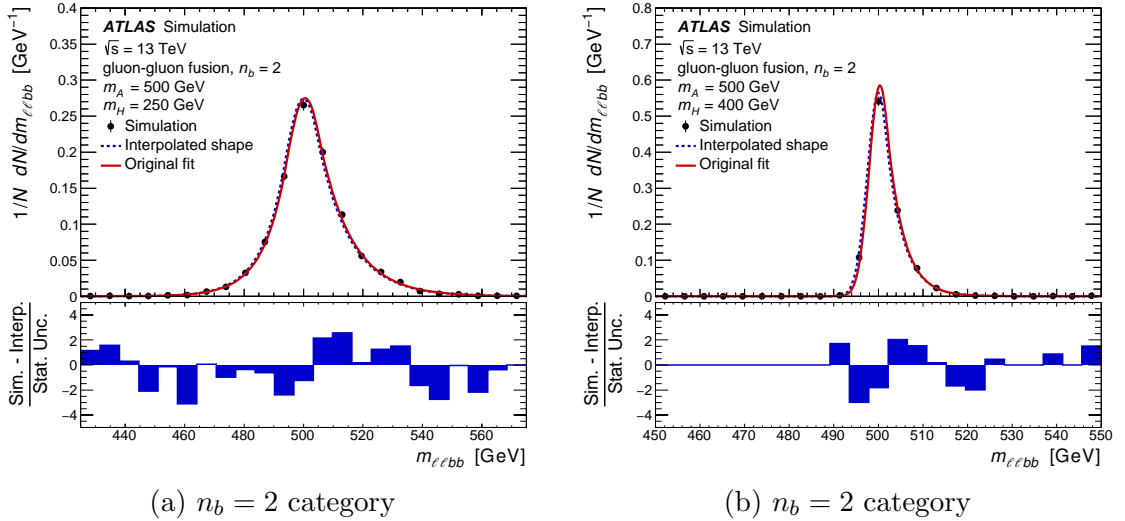 ATLAS Simulation
√s = 13 TeV
gluon-gluon fusion, n_b = 2
m_A = 500 GeV
m_H = 250 GeV
Simulation
Interpolated shape
Original fit
1/N dN/dm_ℓℓbb [GeV⁻¹]
0.4
0.35
0.3
0.25
0.2
0.15
0.1
0.05
0
Sim. - Interp.
Stat. Unc.
4
2
0
−2
−4
440 460 480 500 520 540 560
m_ℓℓbb [GeV]
(a) n_b = 2 category
ATLAS Simulation
√s = 13 TeV
gluon-gluon fusion, n_b = 2
m_A = 500 GeV
m_H = 400 GeV
Simulation
Interpolated shape
Original fit
1/N dN/dm_ℓℓbb [GeV⁻¹]
0.8
0.7
0.6
0.5
0.4
0.3
0.2
0.1
0
Sim. - Interp.
Stat. Unc.
4
2
0
−2
−4
450 460 470 480 490 500 510 520 530 540 550
m_ℓℓbb [GeV]
(b) n_b = 2 category